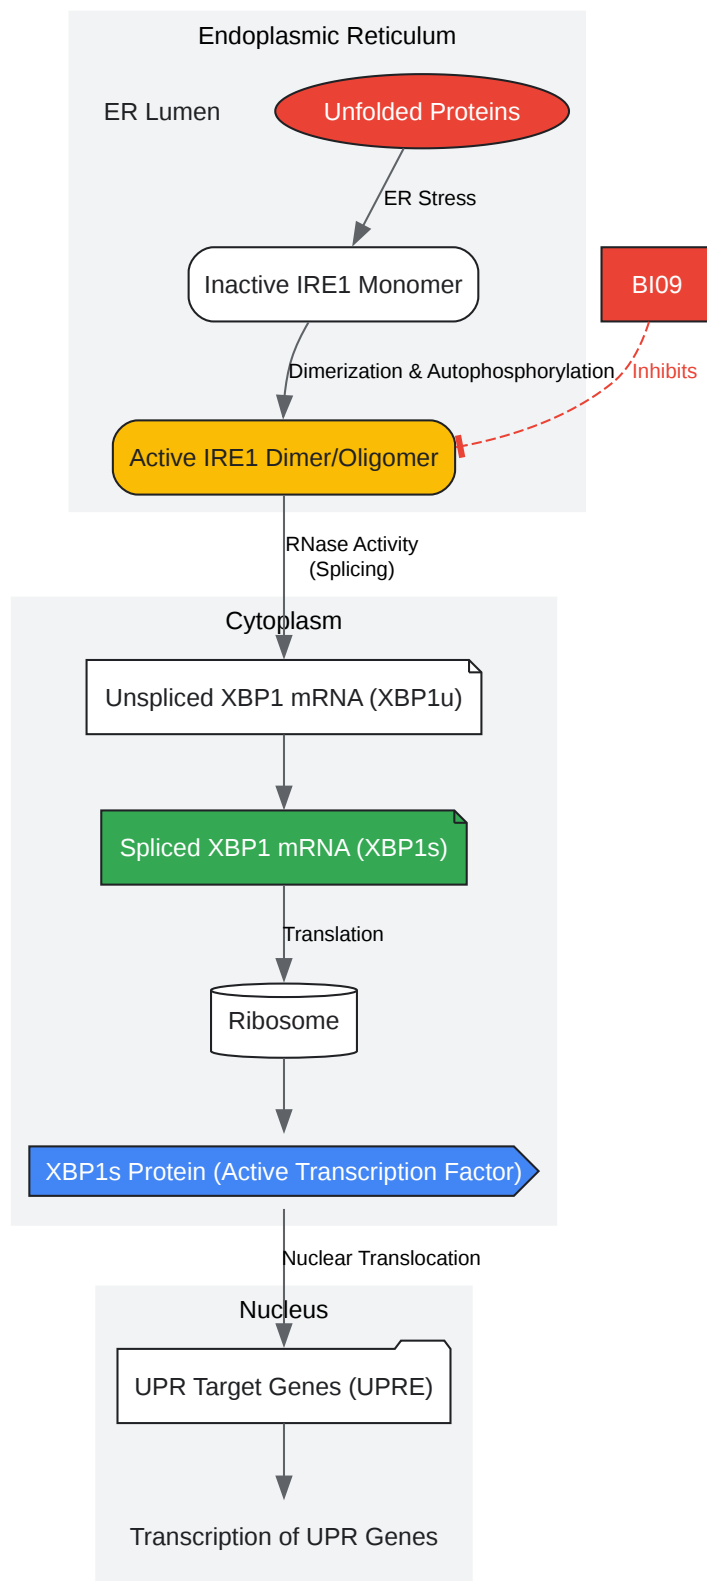 Endoplasmic Reticulum
ER Lumen
Unfolded Proteins
ER Stress
Inactive IRE1 Monomer
BI09
Dimerization & Autophosphorylation
Inhibits
Active IRE1 Dimer/Oligomer
RNase Activity
(Splicing)
Cytoplasm
Unspliced XBP1 mRNA (XBP1u)
Spliced XBP1 mRNA (XBP1s)
Translation
Ribosome
XBP1s Protein (Active Transcription Factor)
Nuclear Translocation
Nucleus
UPR Target Genes (UPRE)
Transcription of UPR Genes